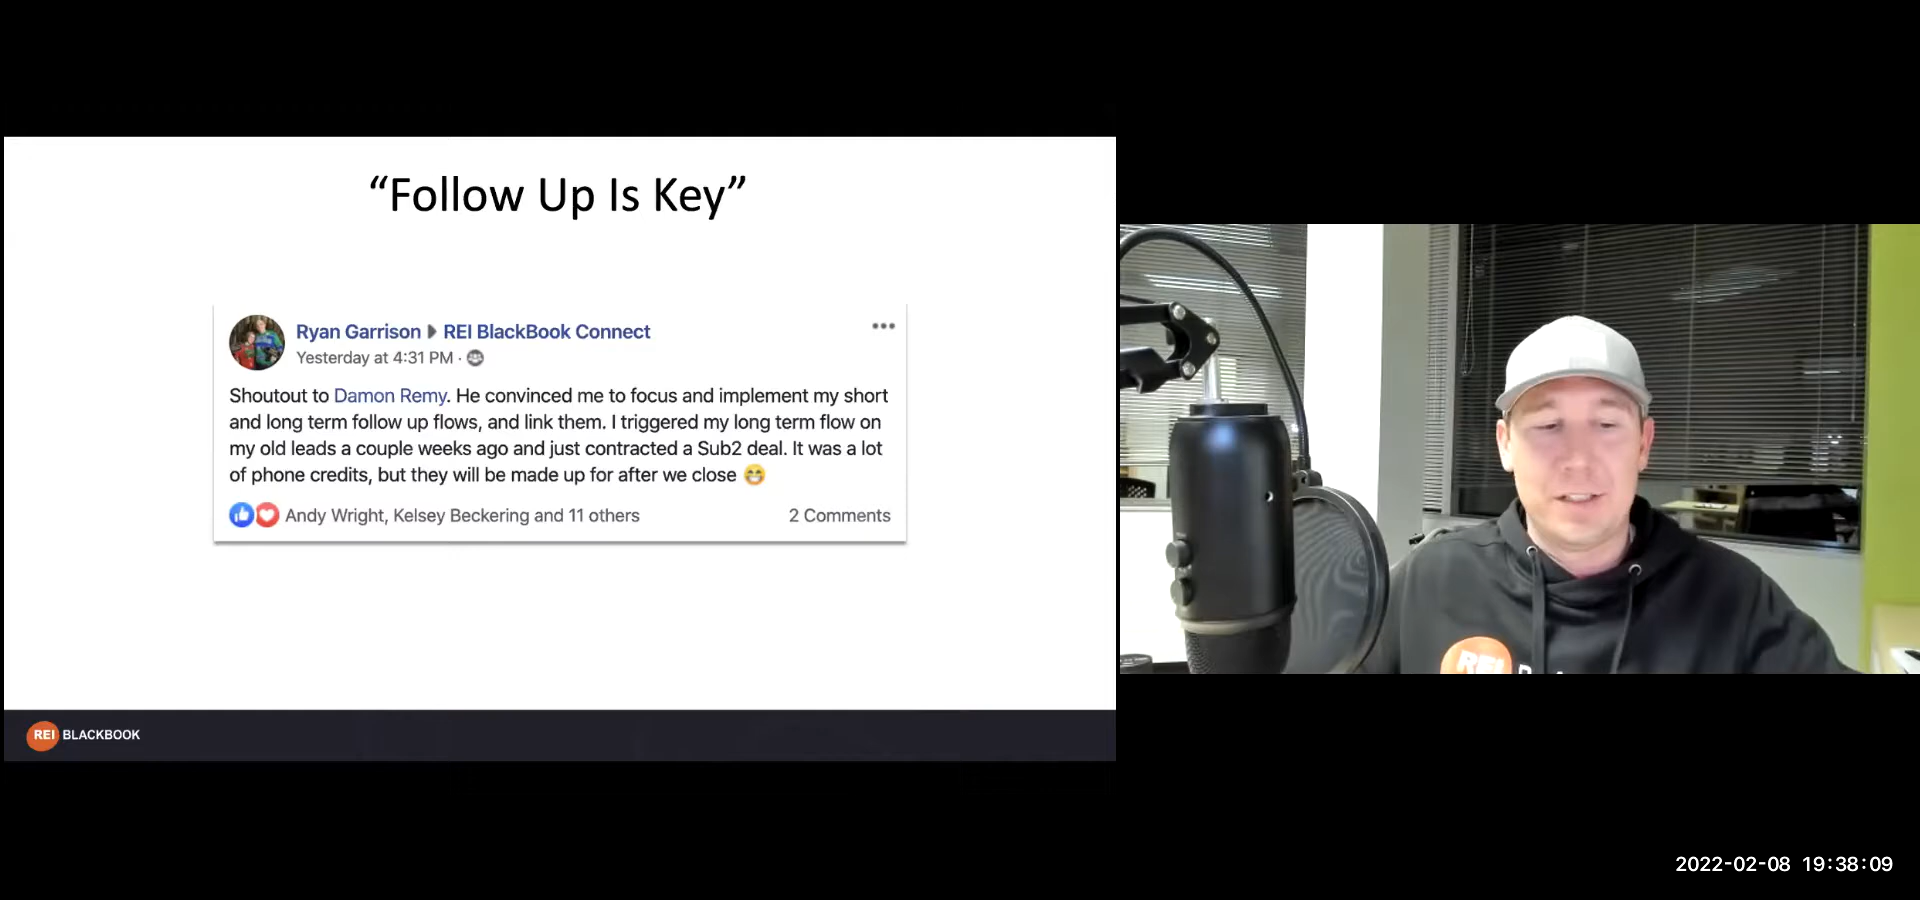 “Follow Up Is Key”
Ryan Garrison REI BlackBook Connect
Yesterday at 4:31 PM ·
Shoutout to Damon Remy. He convinced me to focus and implement my short
and long term follow up flows, and link them. I triggered my long term flow on
my old leads a couple weeks ago and just contracted a Sub2 deal. It was a lot
of phone credits, but they will be made up for after we close 😁
Andy Wright, Kelsey Beckering and 11 others 2 Comments
REI BLACKBOOK
REI
2022-02-08 19:38:09